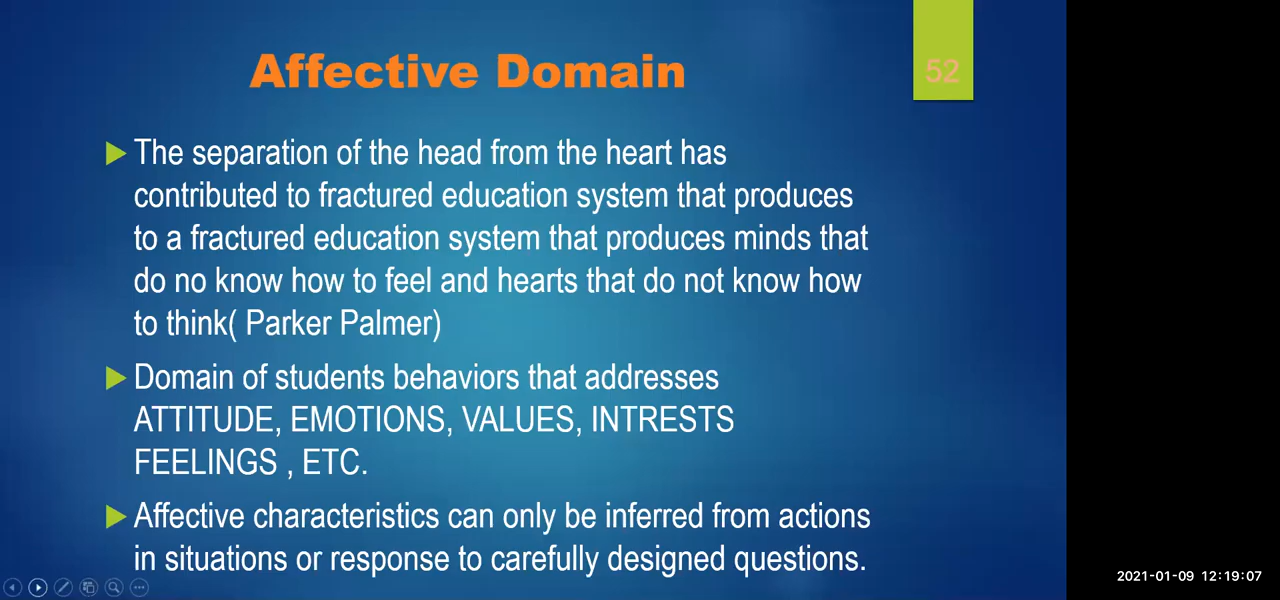 Affective Domain
52
The separation of the head from the heart has
contributed to fractured education system that produces
to a fractured education system that produces minds that
do no know how to feel and hearts that do not know how
to think( Parker Palmer)
Domain of students behaviors that addresses
ATTITUDE, EMOTIONS, VALUES, INTRESTS
FEELINGS , ETC.
Affective characteristics can only be inferred from actions
in situations or response to carefully designed questions.
2021-01-09 12:19:07